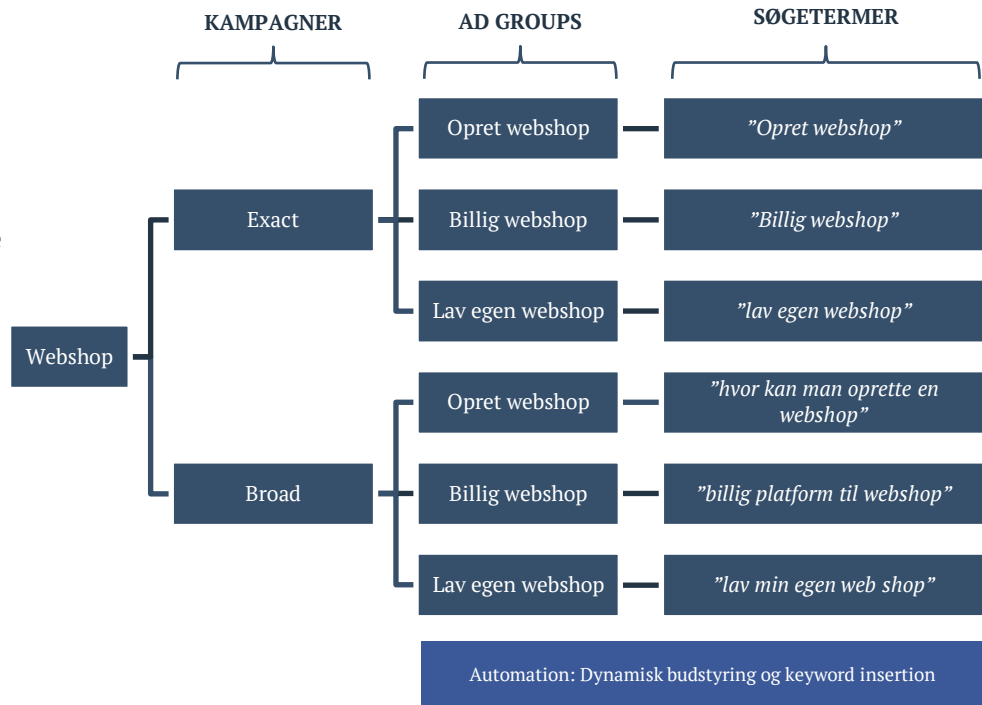 KAMPAGNER
AD GROUPS
SØGETERMER
Webshop
Exact
Opret webshop
”Opret webshop”
Billig webshop
”Billig webshop”
Lav egen webshop
”lav egen webshop”
Broad
Opret webshop
”hvor kan man oprette en
webshop”
Billig webshop
”billig platform til webshop”
Lav egen webshop
”lav min egen web shop”
Automation: Dynamisk budstyring og keyword insertion